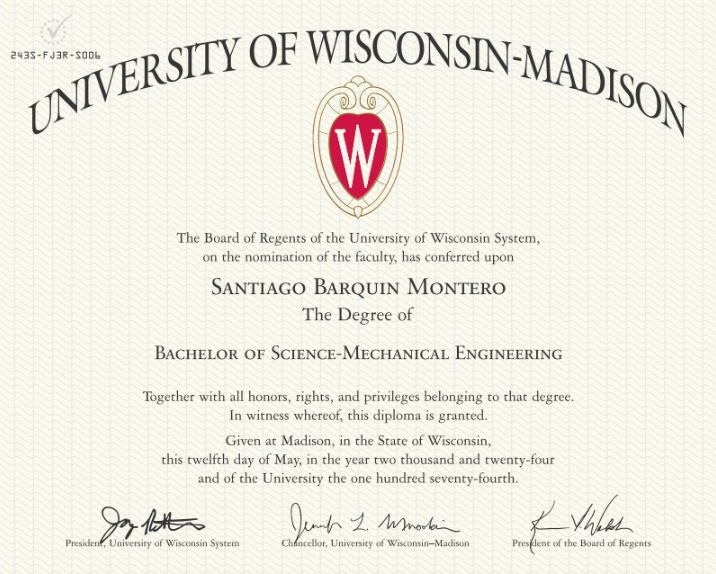 243S-FJ3R-S006
UNIVERSITY OF WISCONSIN-MADISON
W
The Board of Regents of the University of Wisconsin System,
on the nomination of the faculty, has conferred upon
Santiago Barquin Montero
The Degree of
Bachelor of Science-Mechanical Engineering
Together with all honors, rights, and privileges belonging to that degree.
In witness whereof, this diploma is granted.
Given at Madison, in the State of Wisconsin,
this twelfth day of May, in the year two thousand and twenty-four
and of the University the one hundred seventy-fourth.
President, University of Wisconsin System
Chancellor, University of Wisconsin–Madison
President of the Board of Regents